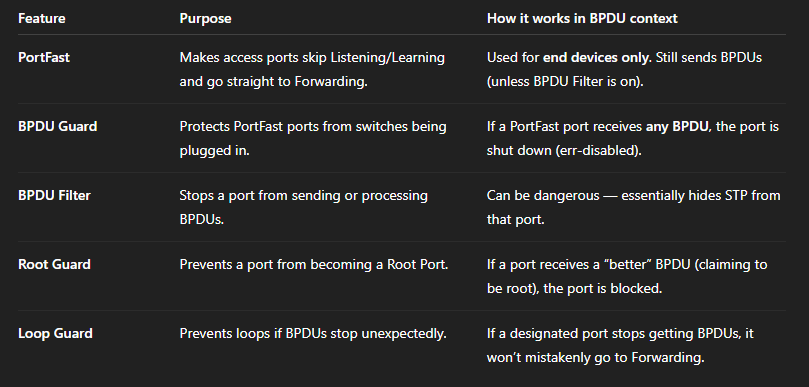 Feature Purpose How it works in BPDU context
PortFast Makes access ports skip Listening/Learning Used for end devices only. Still sends BPDUs
and go straight to Forwarding. (unless BPDU Filter is on).
BPDU Guard Protects PortFast ports from switches being If a PortFast port receives any BPDU, the port is
plugged in. shut down (err-disabled).
BPDU Filter Stops a port from sending or processing Can be dangerous — essentially hides STP from
BPDUs. that port.
Root Guard Prevents a port from becoming a Root Port. If a port receives a “better” BPDU (claiming to
be root), the port is blocked.
Loop Guard Prevents loops if BPDUs stop unexpectedly. If a designated port stops getting BPDUs, it
won’t mistakenly go to Forwarding.